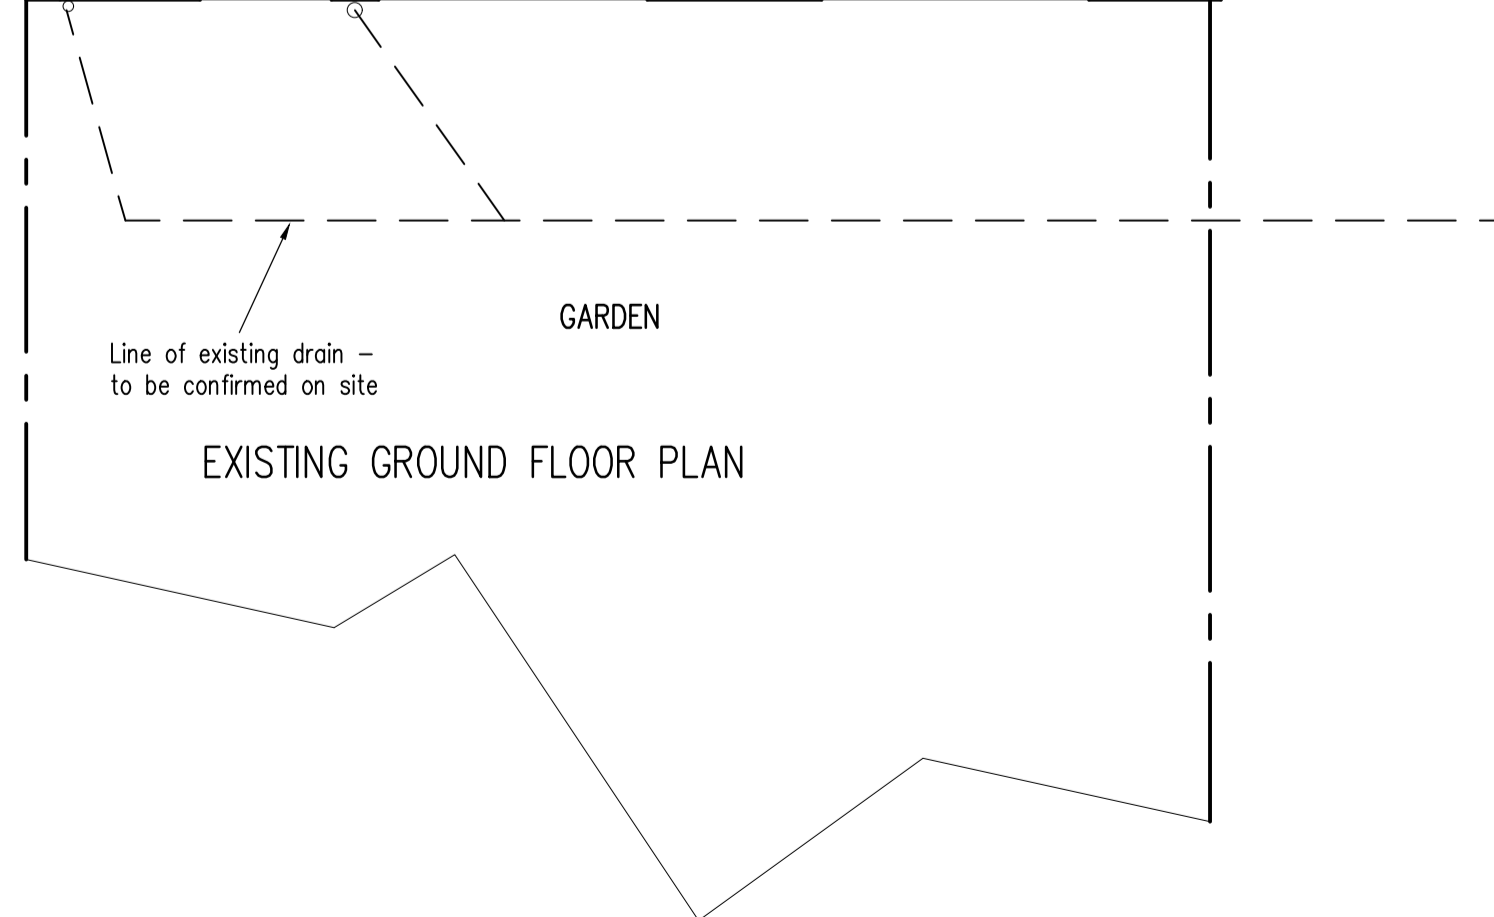 GARDEN
Line of existing drain –
to be confirmed on site
EXISTING GROUND FLOOR PLAN